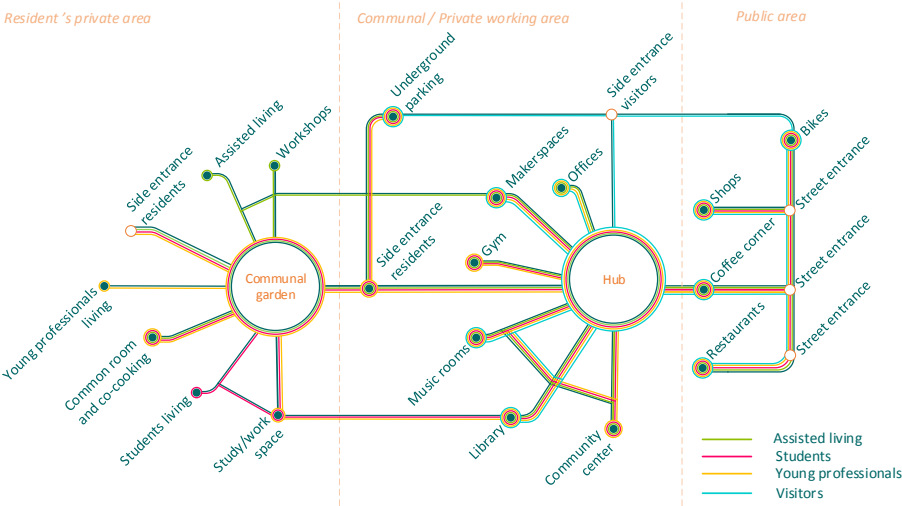 Resident 's private area
Communal / Private working area
Public area
Underground
parking
Side entrance
visitors
Bikes
Assisted living
Workshops
Makerspaces
Offices
Side entrance
residents
Shops
Street entrance
Side entrance
residents
Gym
Communal
garden
Hub
Coffee corner
Street entrance
Young professionals
living
Common room
and co-cooking
Music rooms
Restaurants
Street entrance
Students living
Study/work
space
Library
Community
center
Assisted living
Students
Young professionals
Visitors